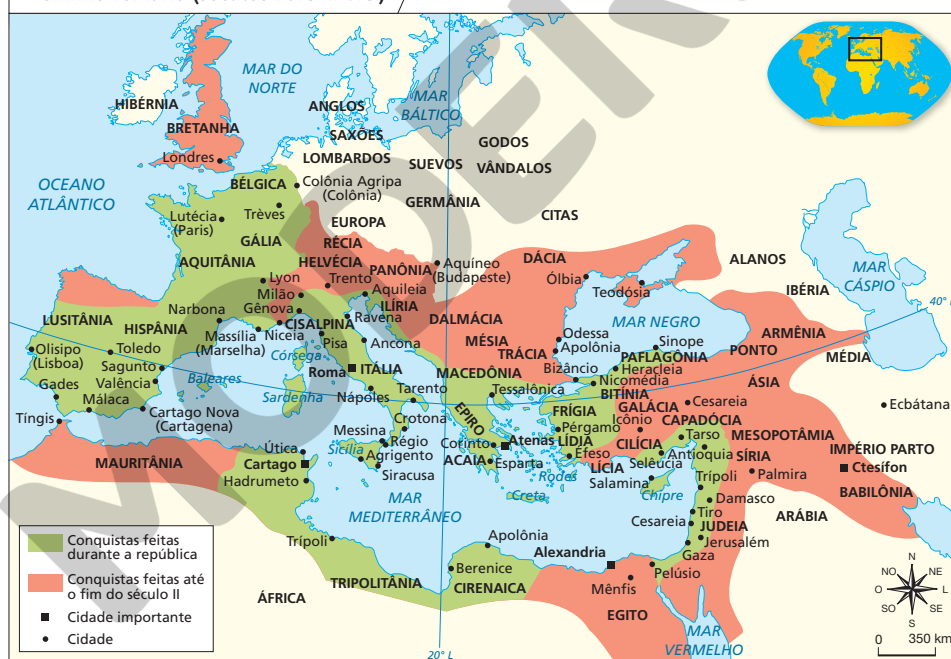 MAR DO
NORTE
HIBÉRNIA
ANGLOS
MAR
BÁLTICO
BRETANHA
SAXÕES
GODOS
Londres
LOMBARDOS
SUEVOS
VÂNDALOS
OCEANO
ATLÂNTICO
BÉLGICA
Colônia Agripa
(Colônia)
GERMÂNIA
Trèves
Lutécia
(Paris)
EUROPA
CITAS
GÁLIA
RÉCIA
AQUITÂNIA
HELVÉCIA
PANÔNIA
Aquíneo
(Budapeste)
DÁCIA
ALANOS
Lyon
Trento
Ólbia
Teodósia
MAR
CÁSPIO
Milão
Aquileia
IBÉRIA
Gênova
ILÍRIA
40°
Narbona
CISALPINA
Ravena
DALMÁCIA
LUSITÂNIA
HISPÂNIA
Massília
(Marselha)
Niceia
Pisa
MÉSIA
MAR NEGRO
ARMÊNIA
Odessa
Sinope
Olisipo
(Lisboa)
Toledo
Córsega
Ancona
TRÁCIA
Apolônia
PAFLAGÔNIA
PONTO
MÉDIA
Sagunto
Roma
ITÁLIA
MACEDÔNIA
Bizâncio
Heracleia
Gades
Valência
Baleares
Nicomédia
ÁSIA
Málaca
Sardenha
Nápoles
Tarento
Tessalônica
BITÍNIA
Cesareia
Ecbátana
Tíngis
Cartago Nova
(Cartagena)
Crotona
EPIRO
FRÍGIA
GALÁCIA
Icônio
CAPADÓCIA
Messina
Pérgamo
Tarso
MESOPOTÂMIA
Régio
Corinto
Atenas
LÍDIA
CILÍCIA
Antioquia
IMPÉRIO PARTO
MAURITÂNIA
Útica
Sicília
Agrigento
ACAIA
Esparta
Efeso
Selêucia
SÍRIA
Cartago
Siracusa
LÍCIA
Palmira
Ctesífon
Hadrumeto
Rodes
Salamina
Trípoli
Creta
Chipre
Damasco
BABILÔNIA
MAR
MEDITERRÂNEO
Tiro
ARÁBIA
Cesareia
JUDEIA
Trípoli
Apolônia
Jerusalém
Alexandria
Gaza
Berenice
Pelúsio
TRIPOLITÂNIA
CIRENAICA
Mênfis
ÁFRICA
EGITO
MAR
VERMELHO
20° L
Conquistas feitas
durante a república
Conquistas feitas até
o fim do século II
Cidade importante
Cidade
N
NO NE
O L
SO SE
S
0 350 km